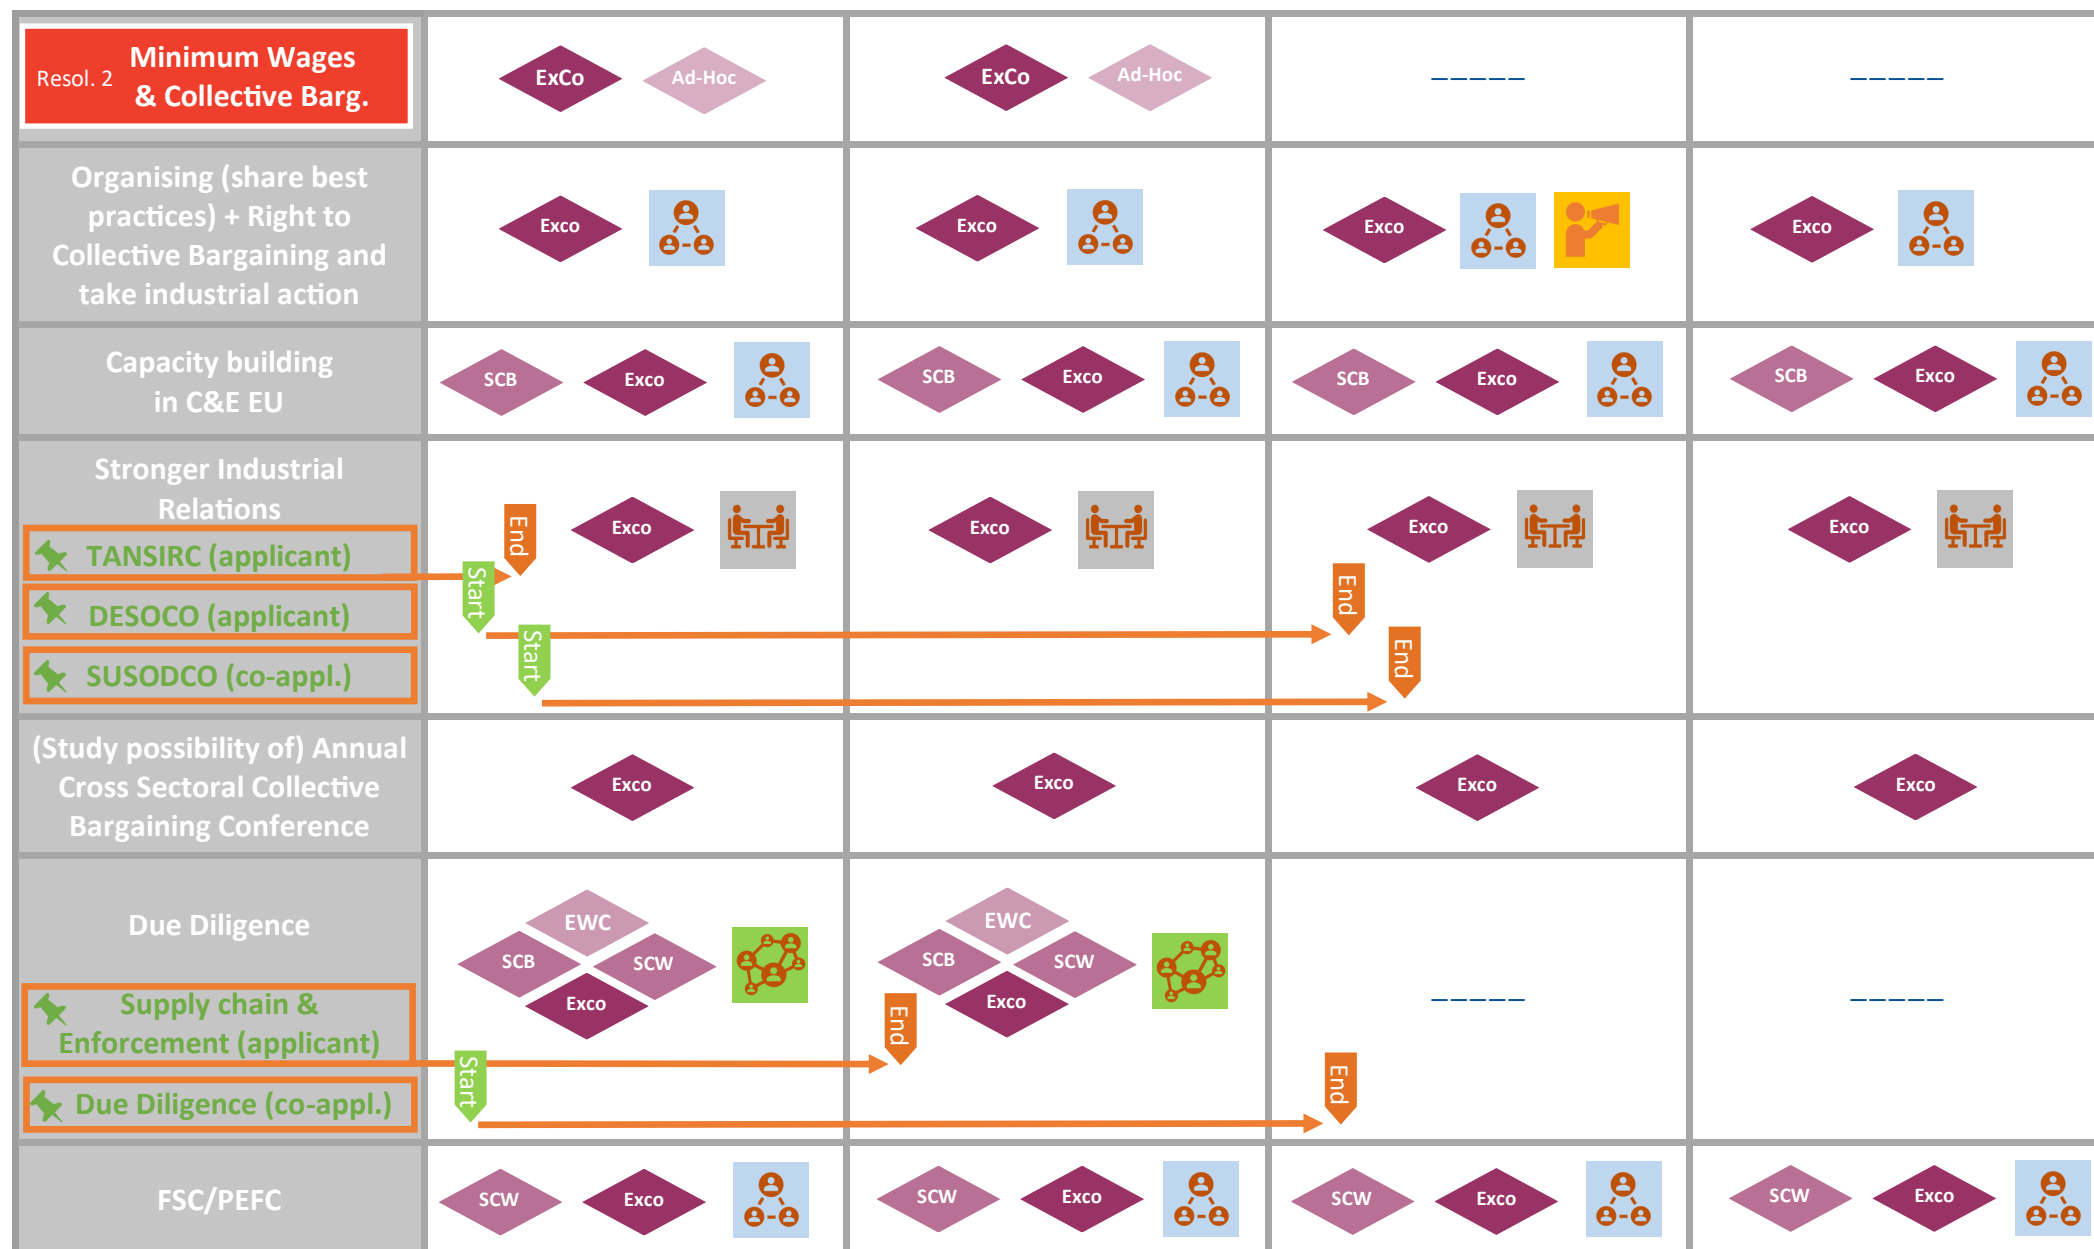 Resol. 2
Minimum Wages
& Collective Barg.
ExCo
Ad-Hoc
ExCo
Ad-Hoc
_ _ _ _ _
_ _ _ _ _
Organising (share best
practices) + Right to
Collective Bargaining and
take industrial action
Exco
Exco
Exco
Exco
Capacity building
in C&E EU
SCB
Exco
SCB
Exco
SCB
Exco
SCB
Exco
Stronger Industrial
Relations
TANSIRC (applicant)
DESOCO (applicant)
SUSODCO (co-appl.)
End
Start
Start
Exco
Exco
End
End
Exco
Exco
(Study possibility of) Annual
Cross Sectoral Collective
Bargaining Conference
Exco
Exco
Exco
Exco
Due Diligence
Supply chain &
Enforcement (applicant)
Due Diligence (co-appl.)
EWC
SCB
SCW
Exco
Start
EWC
SCB
SCW
Exco
End
_ _ _ _ _
End
_ _ _ _ _
FSC/PEFC
SCW
Exco
SCW
Exco
SCW
Exco
SCW
Exco